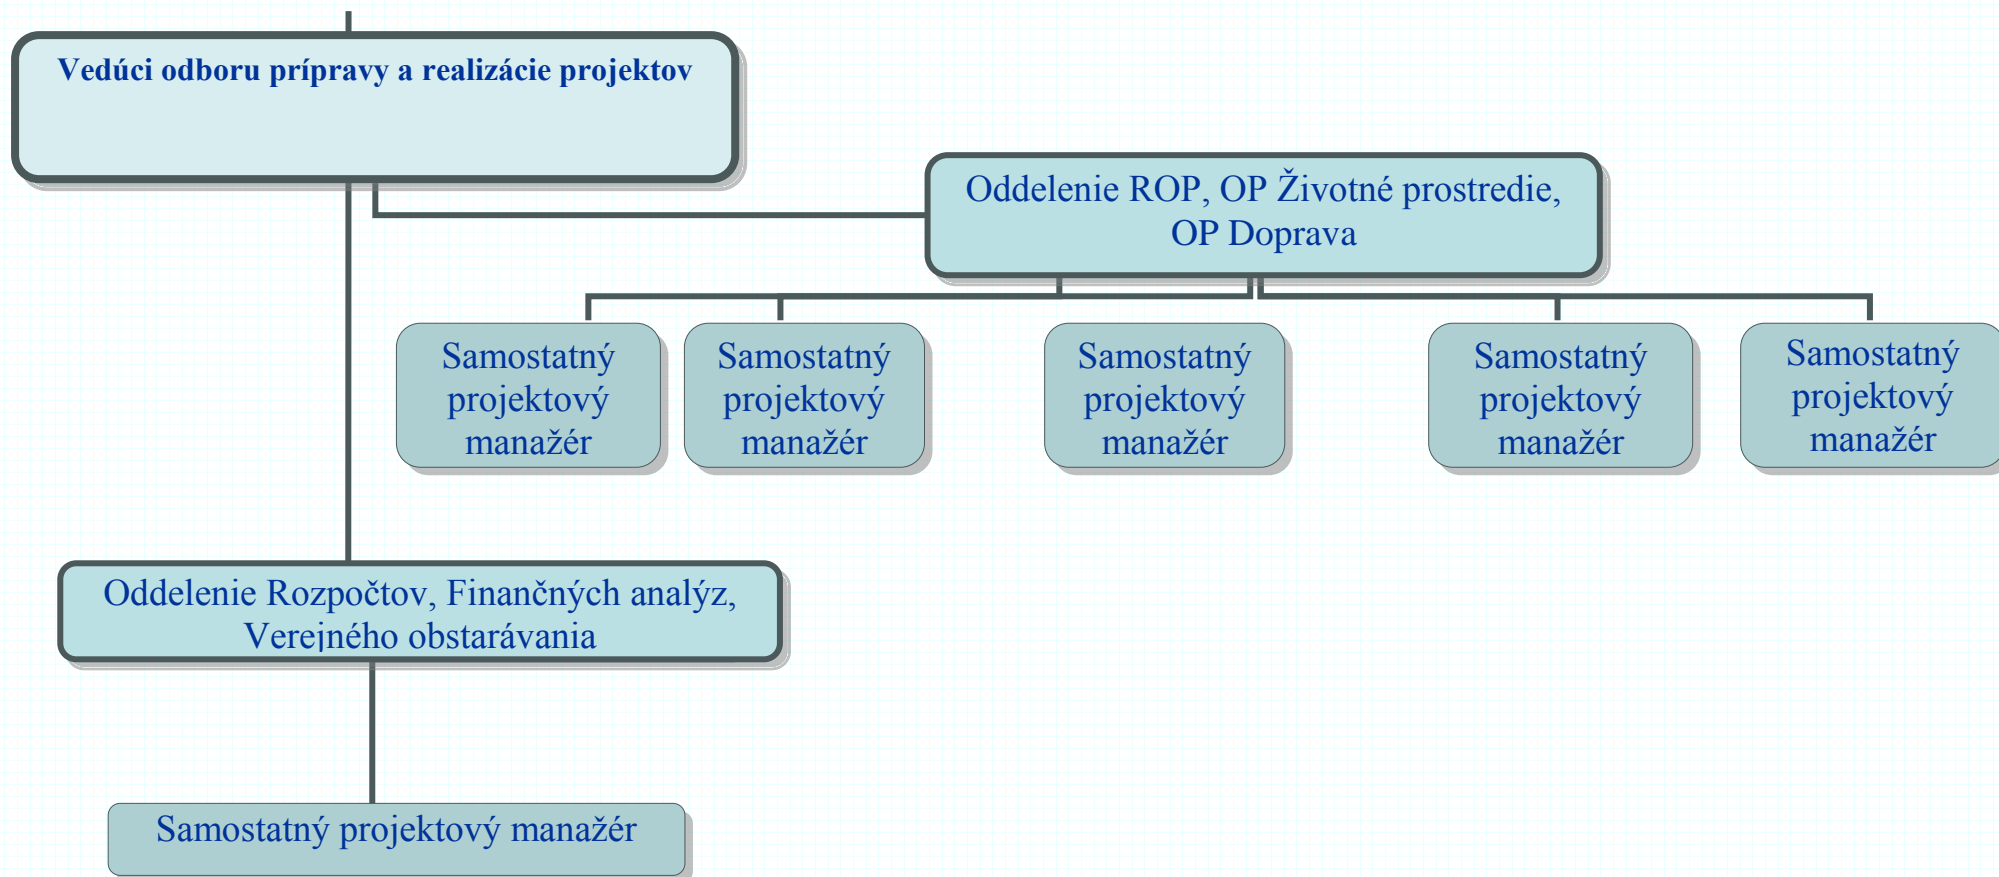 Vedúci odboru prípravy a realizácie projektov
Oddelenie ROP, OP Životné prostredie,
OP Doprava
Samostatný
projektový
manažér
Samostatný
projektový
manažér
Samostatný
projektový
manažér
Samostatný
projektový
manažér
Samostatný
projektový
manažér
Oddelenie Rozpočtov, Finančných analýz,
Verejného obstarávania
Samostatný projektový manažér